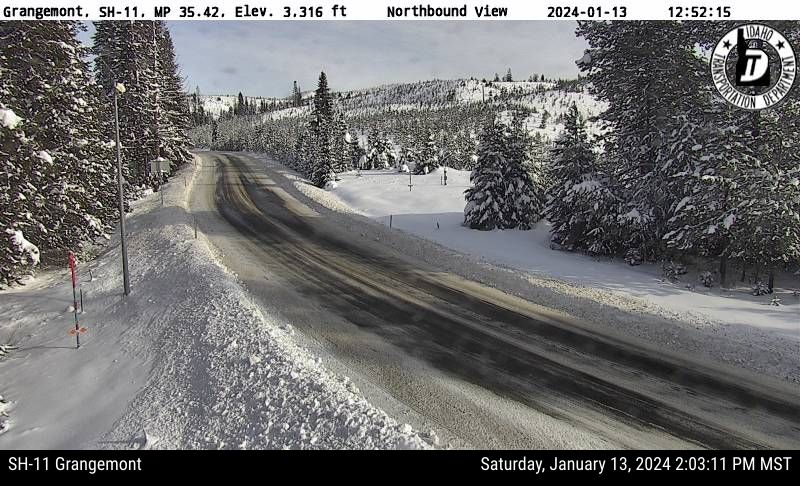 Grangemont, SH-11, MP 35.42, Elev. 3,316 ft Northbound View 2024-01-13 12:52:15
IDAHO
TRANSPORTATION DEPARTMENT
SH-11 Grangemont Saturday, January 13, 2024 2:03:11 PM MST